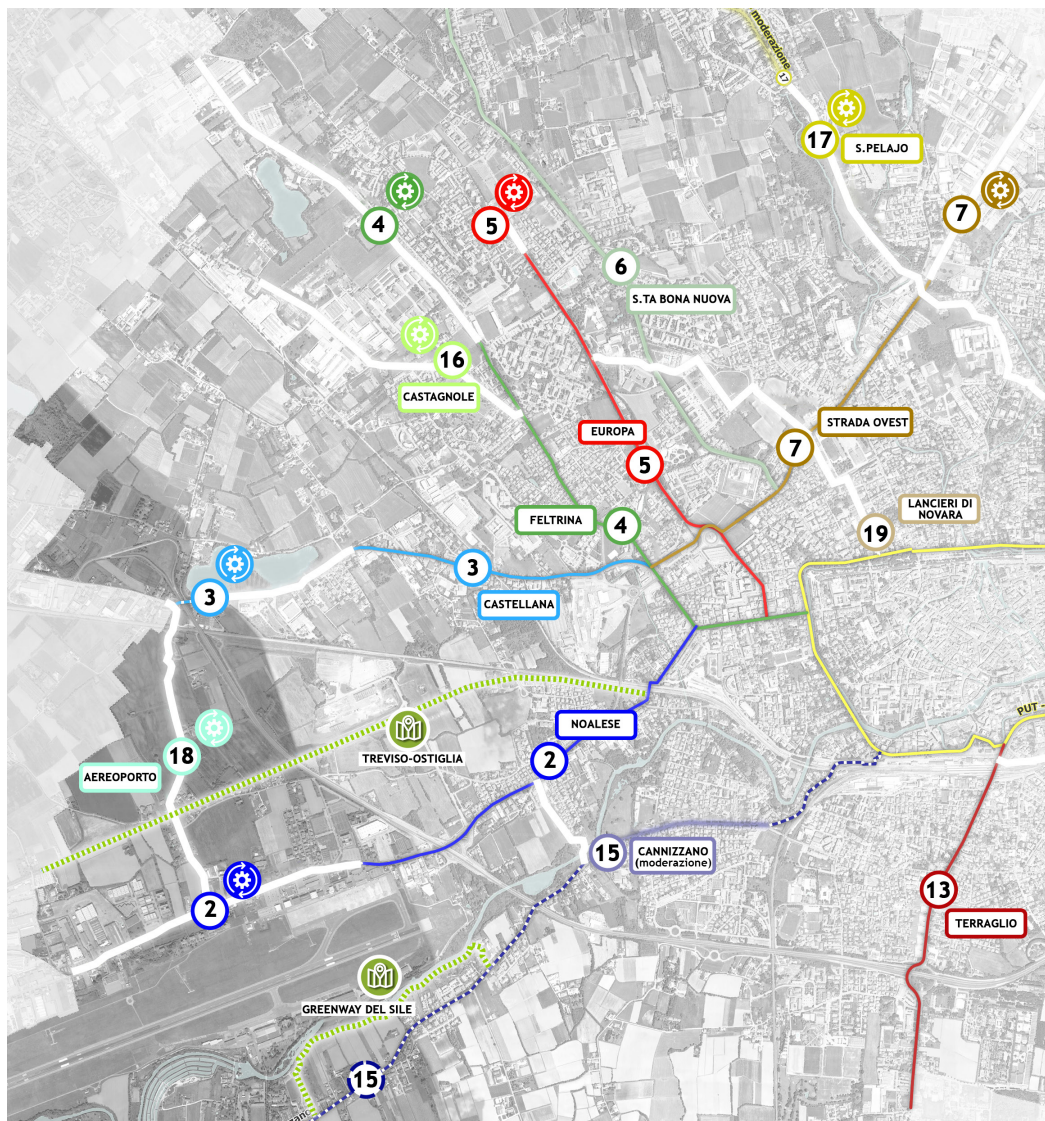 moderazione
17
17
S.PELAJO
7
4
5
6
S.TA BONA NUOVA
16
CASTAGNOLE
EUROPA
STRADA OVEST
7
5
LANCIERI DI
NOVARA
FELTRINA
4
19
3
3
CASTELLANA
PUT -
NOALESE
TREVISO-OSTIGLIA
18
2
AEREOPORTO
15
CANNIZZANO
(moderazione)
2
13
TERRAGLIO
GREENWAY DEL SILE
15